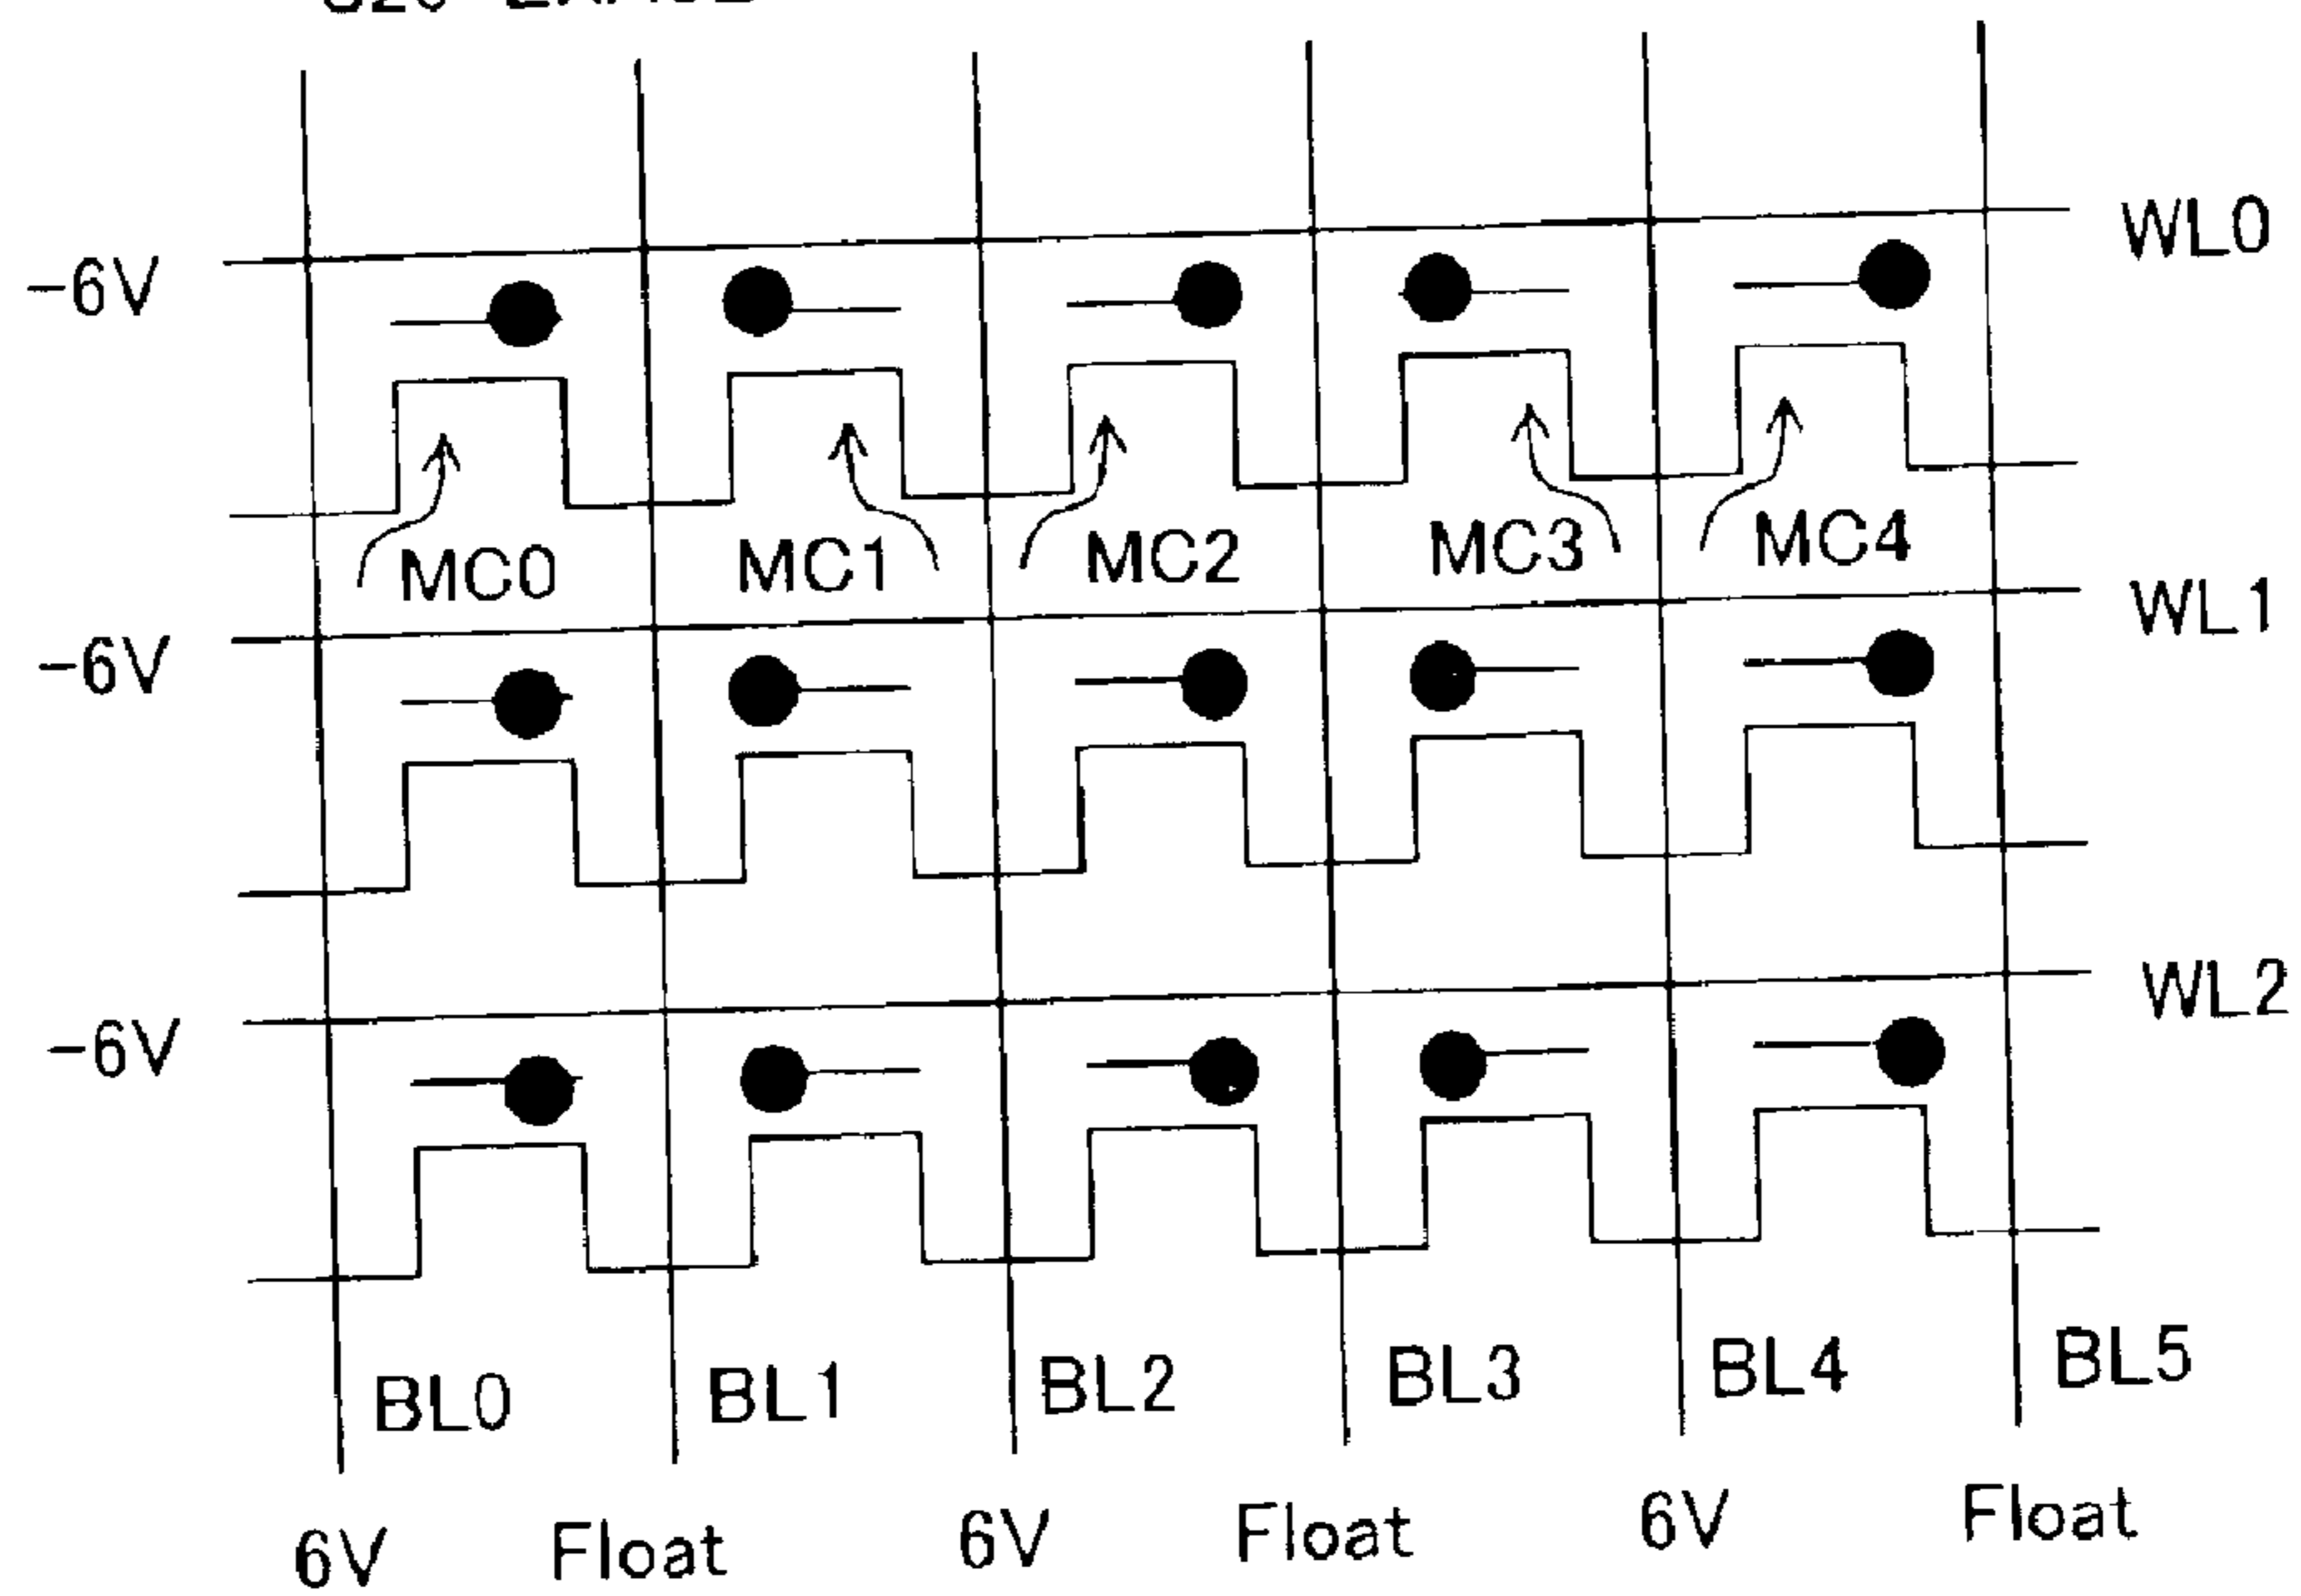 WL0
-6V
MC0 MC1 MC2 MC3 MC4
WL1
-6V
WL2
-6V
BL0 BL1 BL2 BL3 BL4 BL5
6V Float 6V Float 6V Float